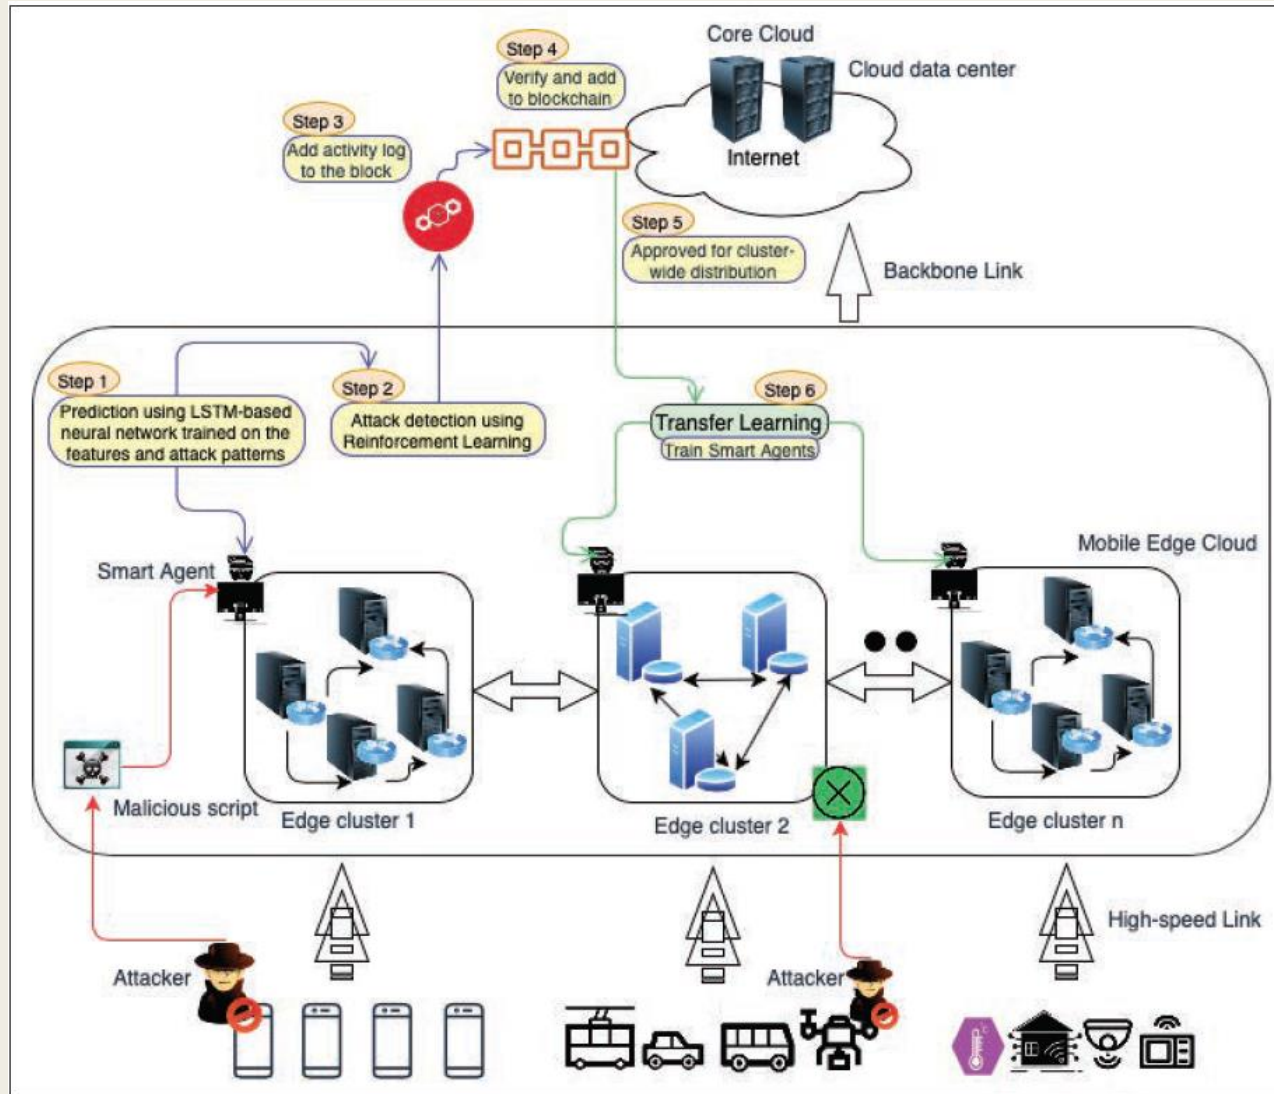 Core Cloud
Cloud data center
Internet
Step 4
Verify and add
to blockchain
Step 3
Add activity log
to the block
Step 5
Approved for cluster-
wide distribution
Backbone Link
Step 1
Prediction using LSTM-based
neural network trained on the
features and attack patterns
Step 2
Attack detection using
Reinforcement Learning
Step 6
Transfer Learning
Train Smart Agents
Mobile Edge Cloud
Smart Agent
Malicious script
Edge cluster 1
Edge cluster 2
Edge cluster n
High-speed Link
Attacker
Attacker
°C